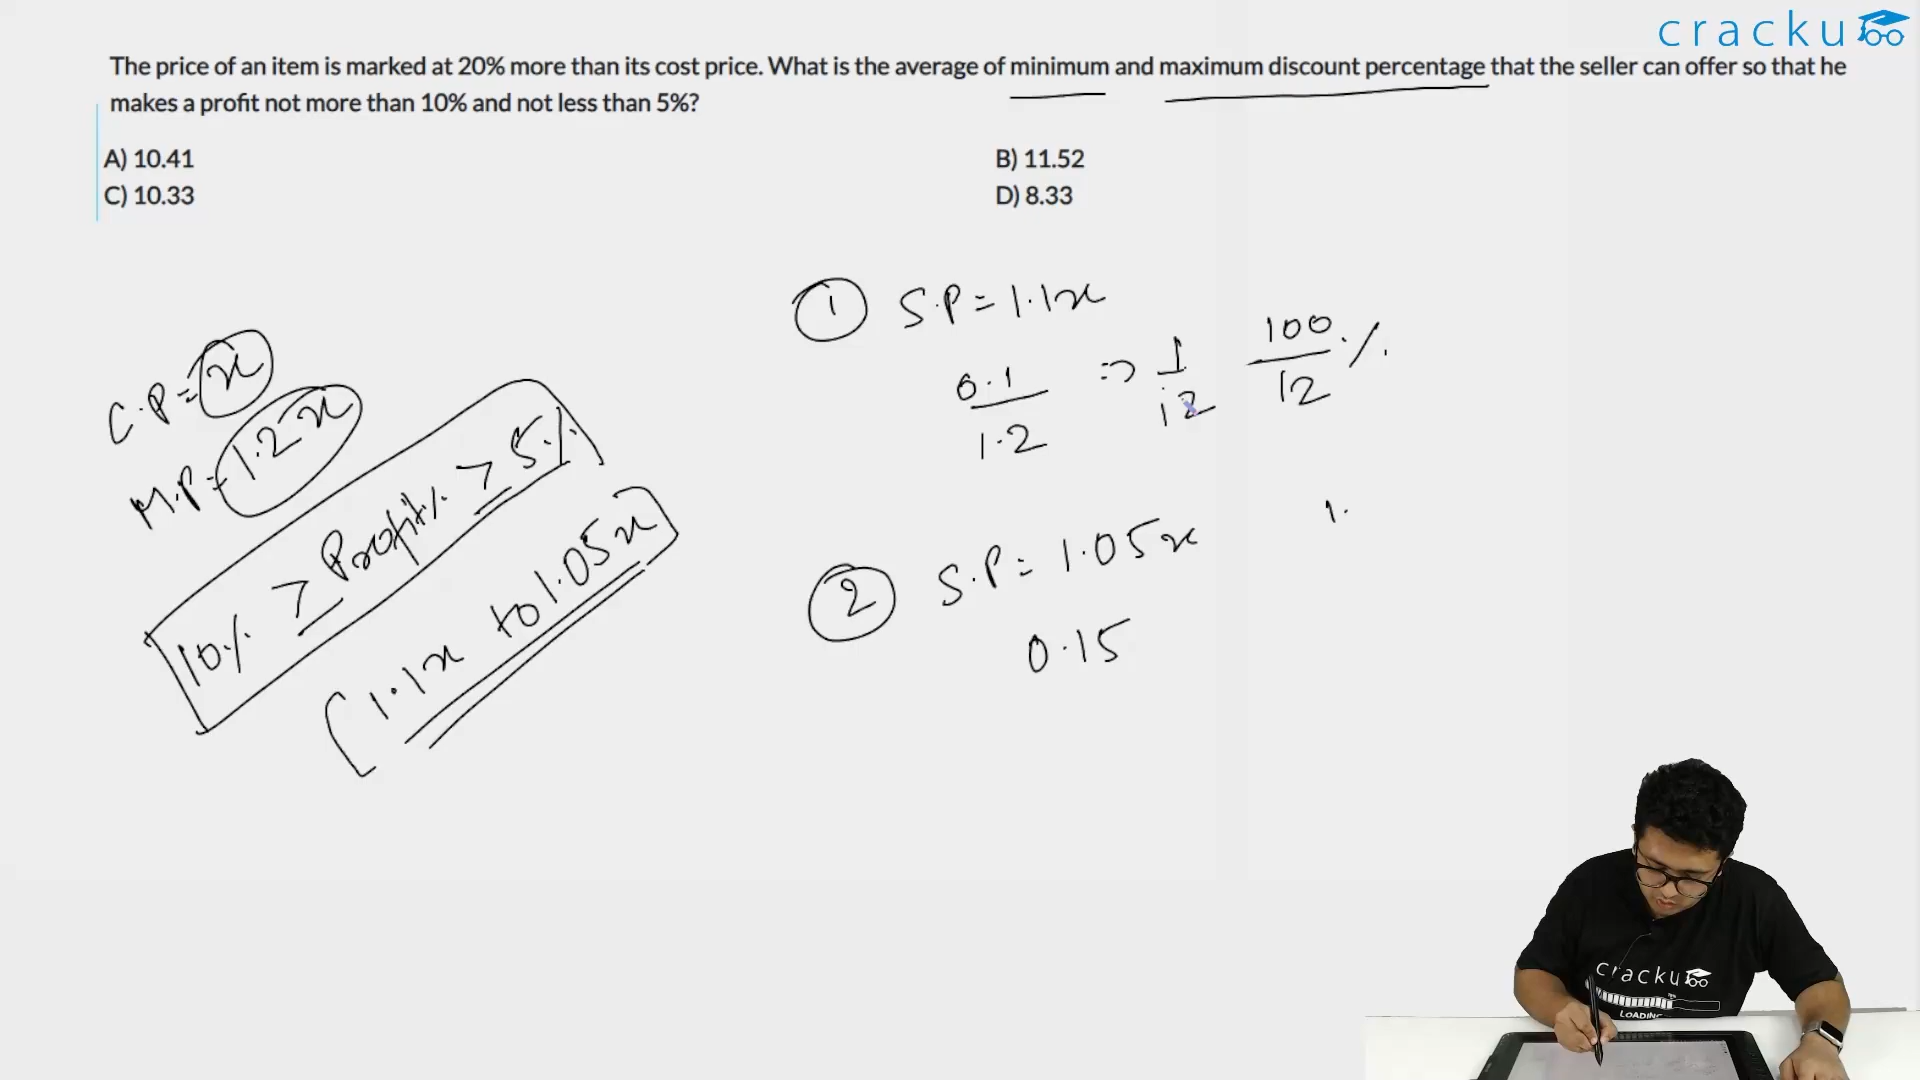 cracku
The price of an item is marked at 20% more than its cost price. What is the average of minimum and maximum discount percentage that the seller can offer so that he
makes a profit not more than 10% and not less than 5%?
A) 10.41
B) 11.52
C) 10.33
D) 8.33
1 S.P = 1.1x
0.1/1.2 => 1/12 100/12 %
C.P = x
M.P = 1.2x
10% ≥ Profit% ≥ 5%
[1.1x to 1.05x]
2 S.P = 1.05x
1.
0.15
cracku
LOADING